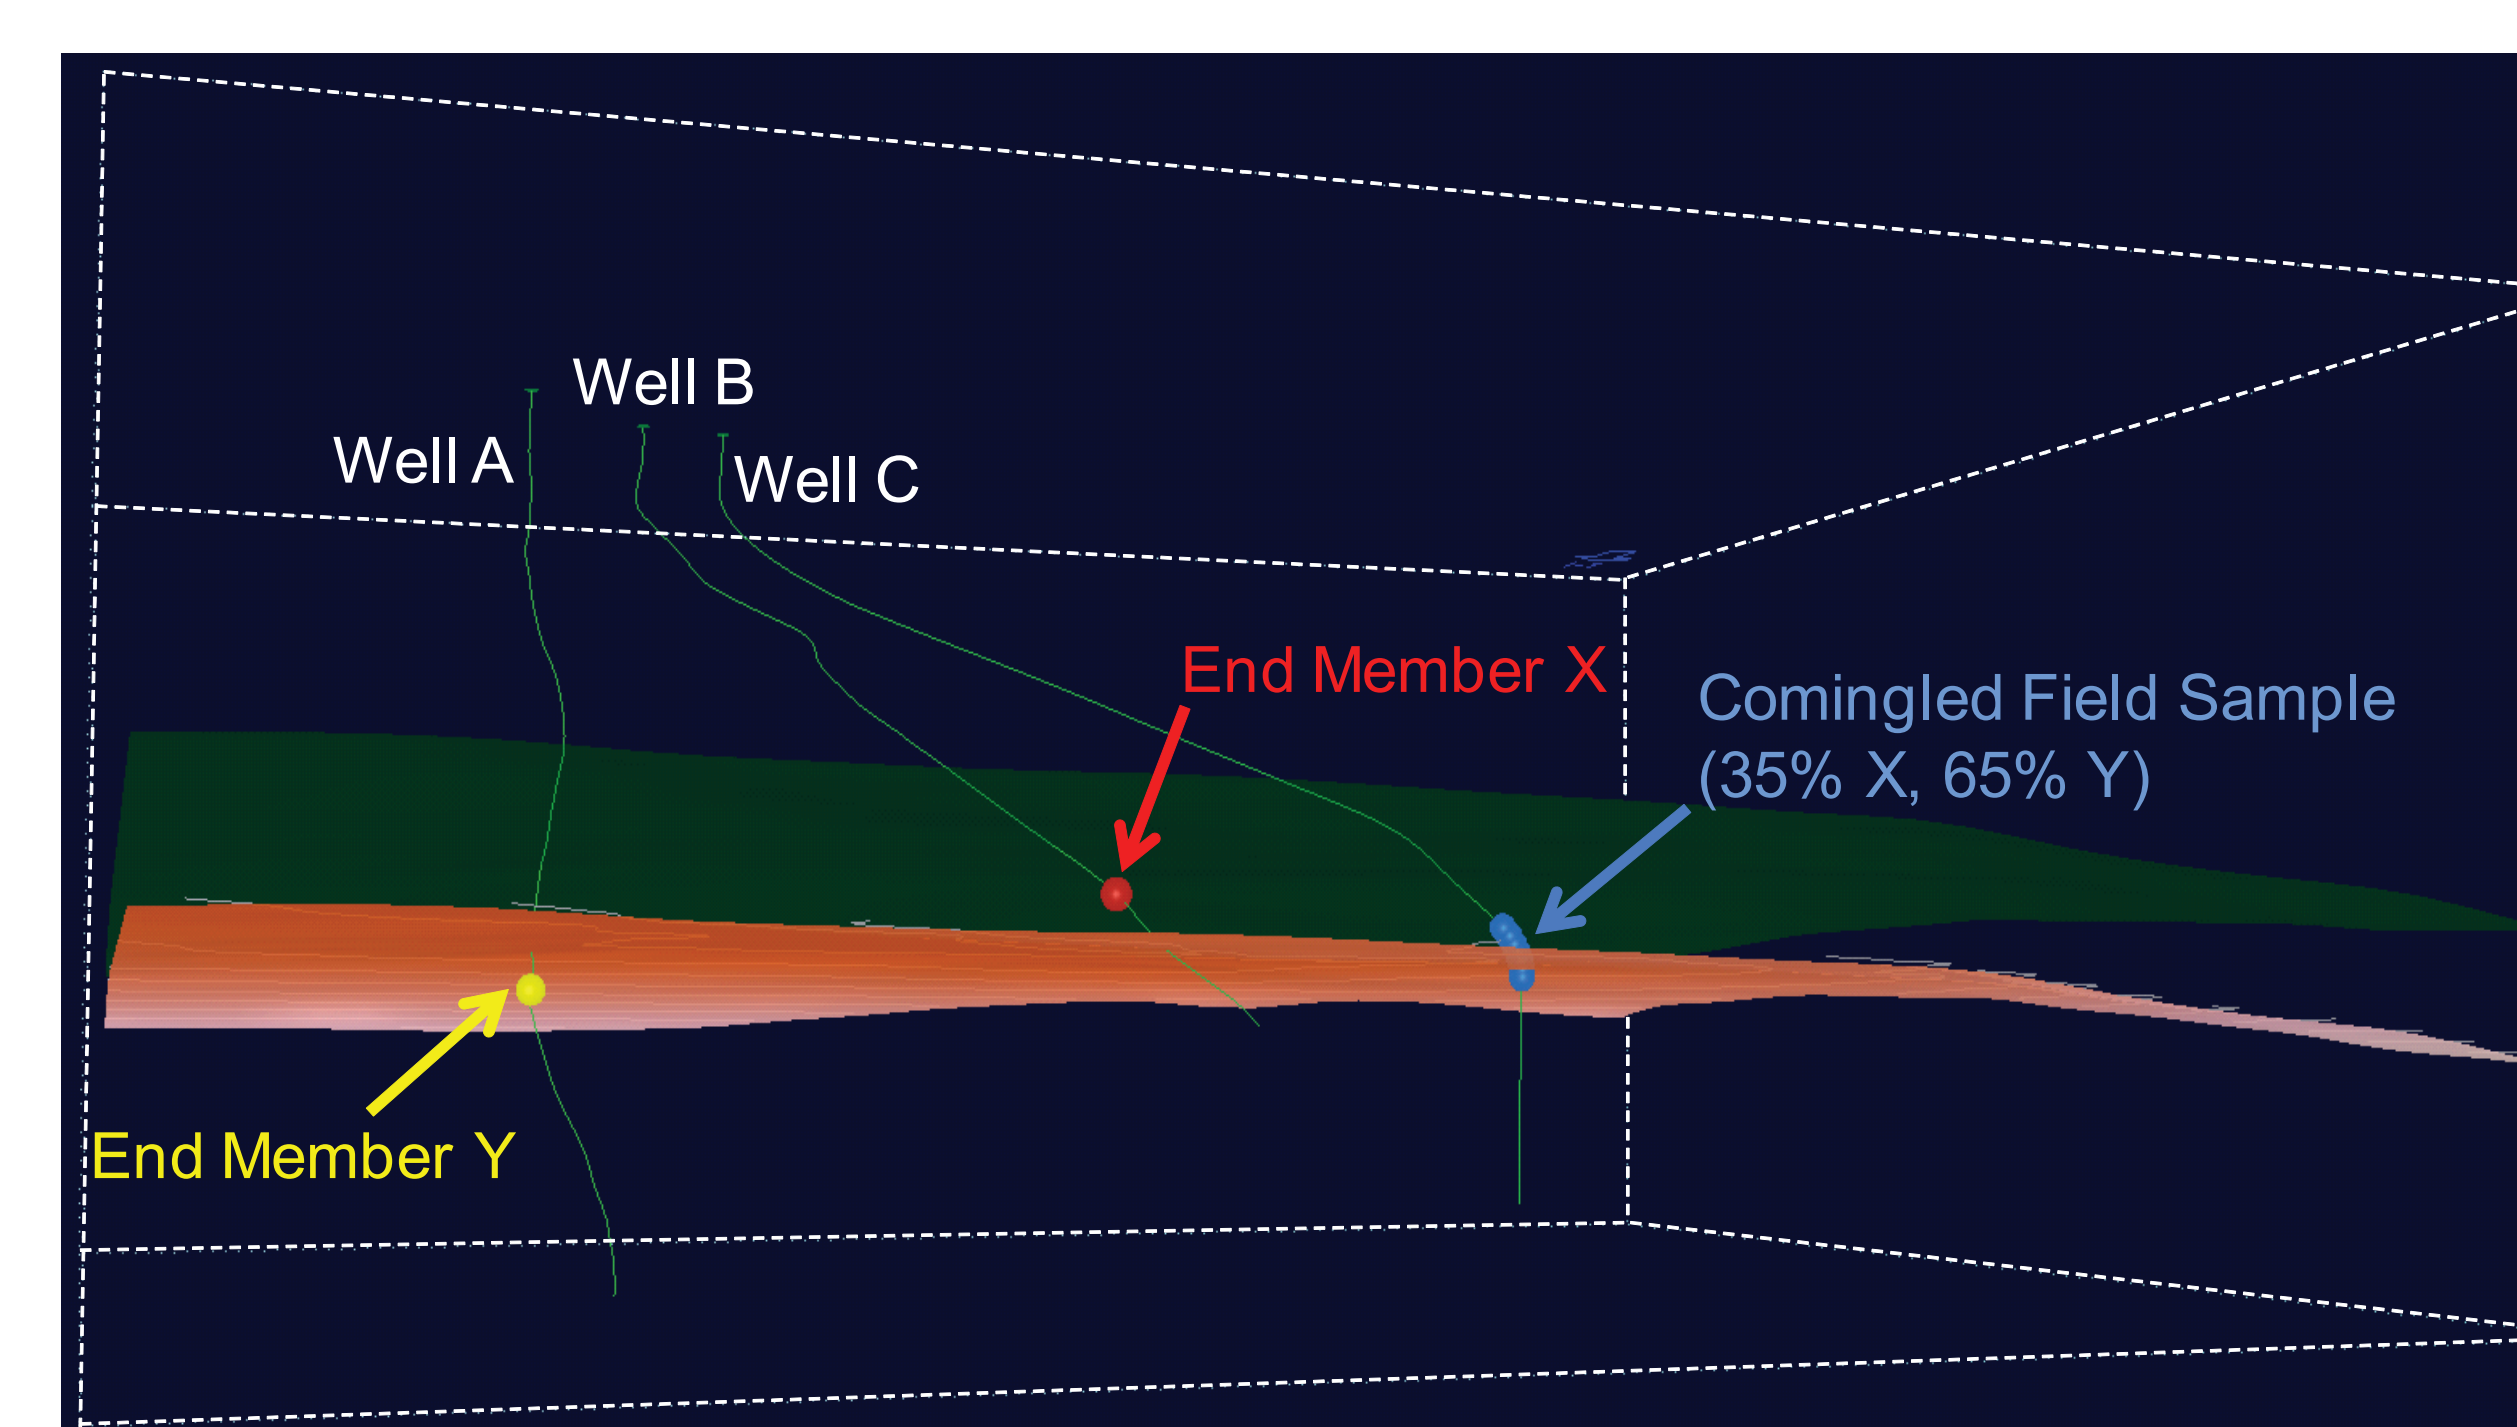 Well B
Well A
Well C
End Member X
Comingled Field Sample
(35% X, 65% Y)
End Member Y